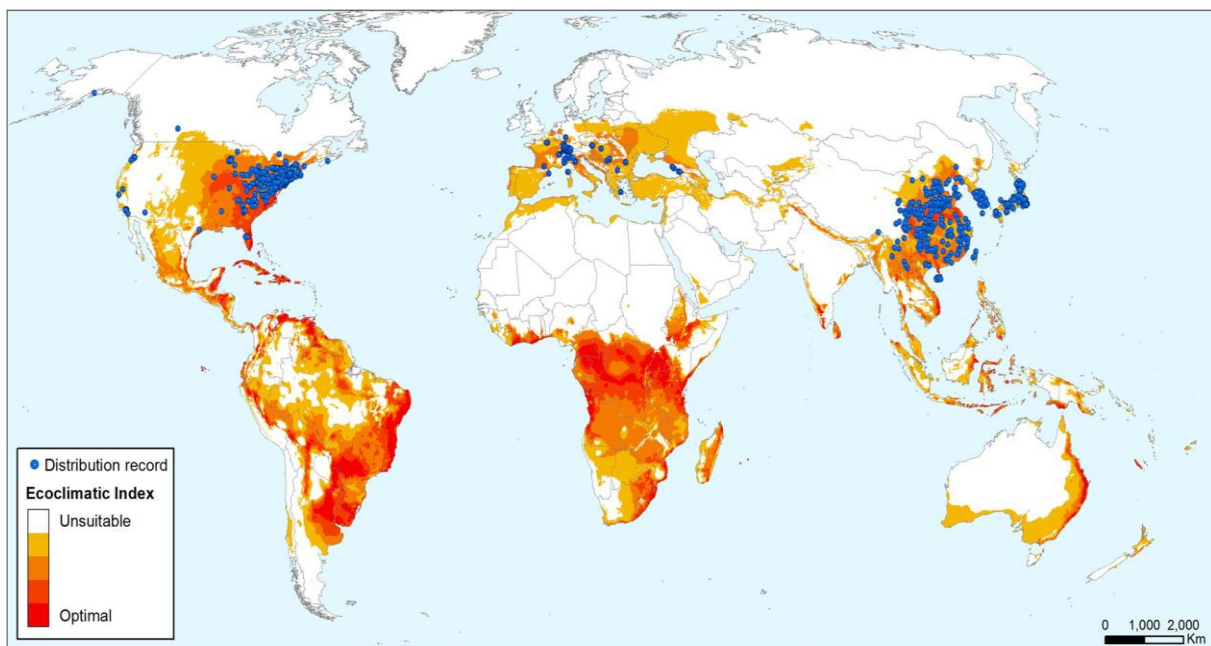 Distribution record
Ecoclimatic Index
Unsuitable
Optimal
0 1,000 2,000
Km